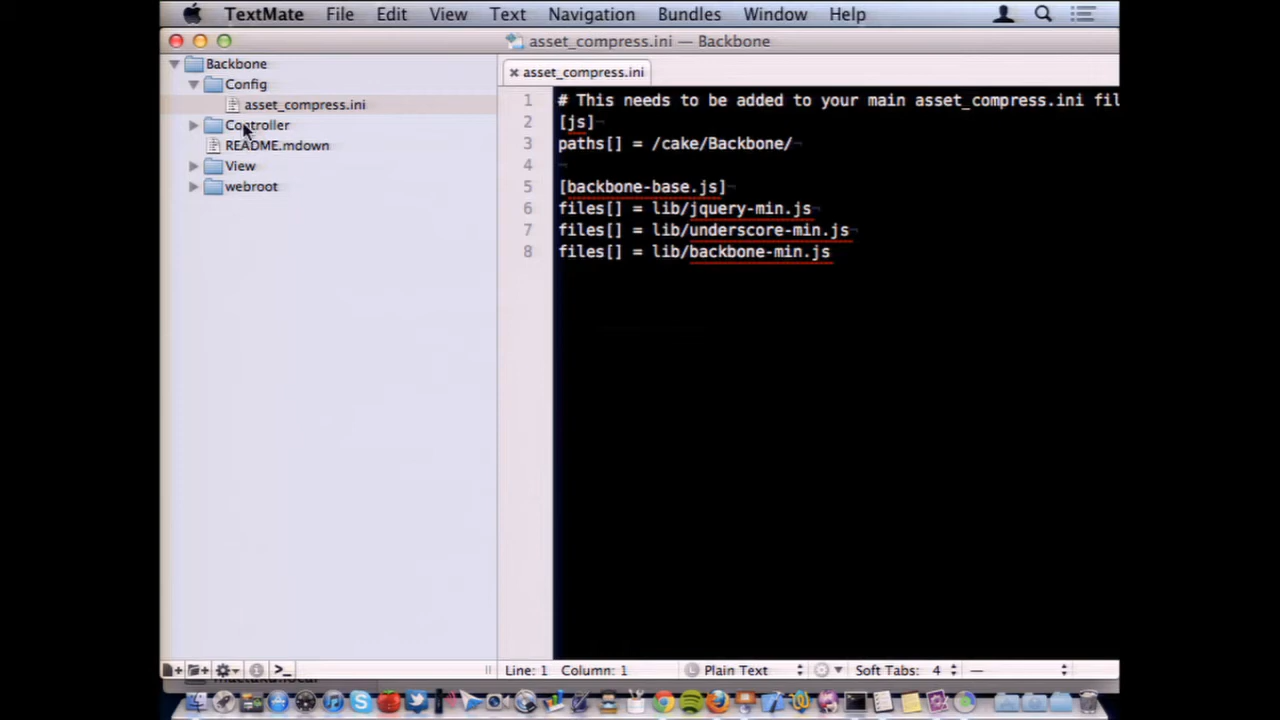 TextMate File Edit View Text Navigation Bundles Window Help
asset_compress.ini — Backbone
Backbone
Config
asset_compress.ini
Controller
README.mdown
View
webroot
asset_compress.ini
1 # This needs to be added to your main asset_compress.ini fil
2 [js]
3 paths[] = /cake/Backbone/
4
5 [backbone-base.js]
6 files[] = lib/jquery-min.js
7 files[] = lib/underscore-min.js
8 files[] = lib/backbone-min.js
Line: 1 Column: 1 Plain Text Soft Tabs: 4 —